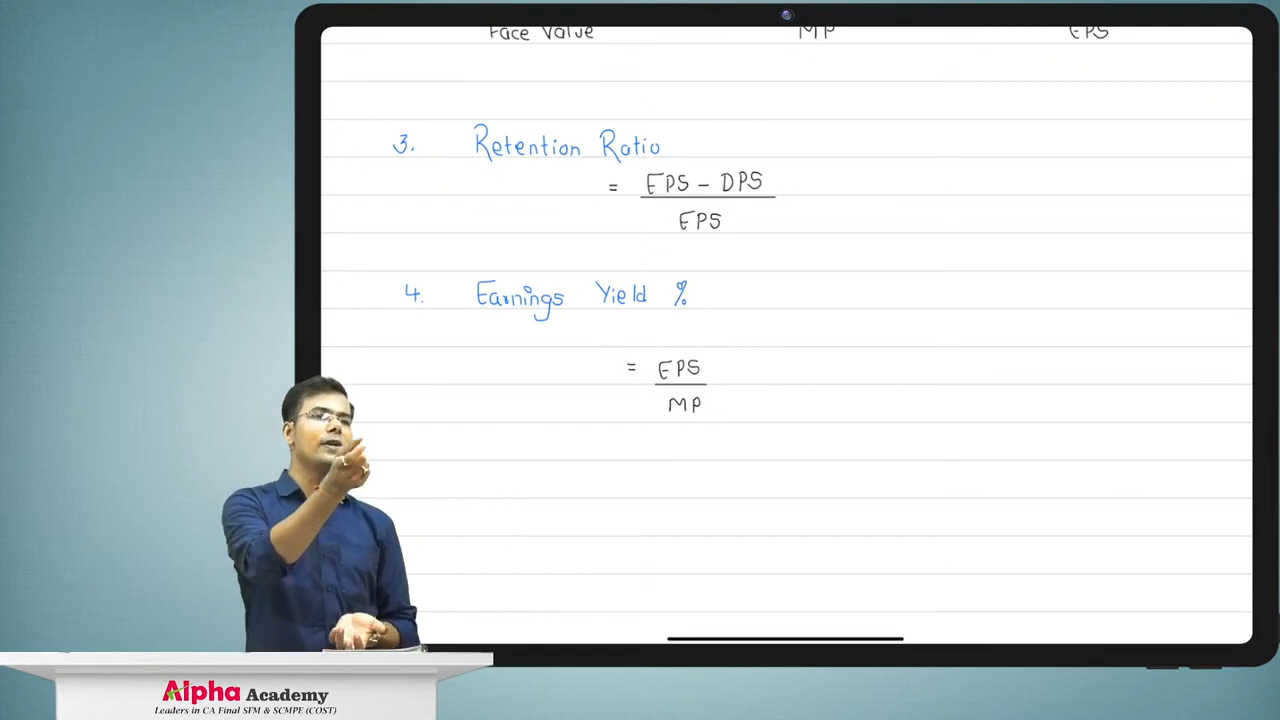 Face Value MP EPS
3. Retention Ratio
= EPS - DPS
EPS
4. Earnings Yield %
= EPS
MP
Alpha Academy
Leaders in CA Final SFM & SCMPE (COST)